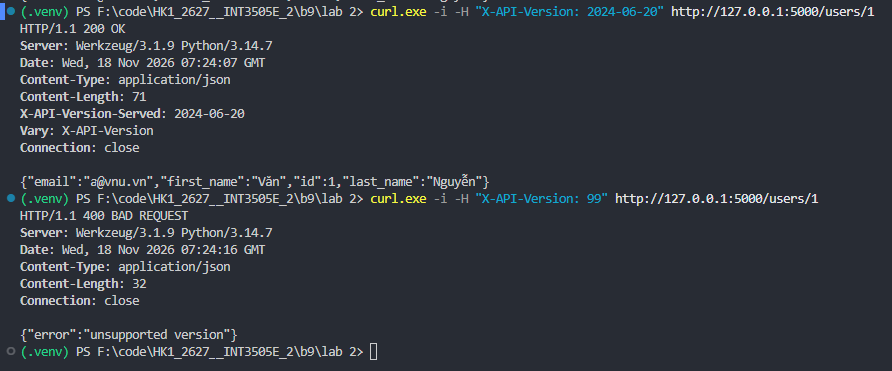 (.venv) PS F:\code\HK1_2627__INT3505E_2\b9\lab 2> curl.exe -i -H "X-API-Version: 2024-06-20" http://127.0.0.1:5000/users/1
HTTP/1.1 200 OK
Server: Werkzeug/3.1.9 Python/3.14.7
Date: Wed, 18 Nov 2026 07:24:07 GMT
Content-Type: application/json
Content-Length: 71
X-API-Version-Served: 2024-06-20
Vary: X-API-Version
Connection: close
{"email":"a@vnu.vn","first_name":"Văn","id":1,"last_name":"Nguyễn"}
(.venv) PS F:\code\HK1_2627__INT3505E_2\b9\lab 2> curl.exe -i -H "X-API-Version: 99" http://127.0.0.1:5000/users/1
HTTP/1.1 400 BAD REQUEST
Server: Werkzeug/3.1.9 Python/3.14.7
Date: Wed, 18 Nov 2026 07:24:16 GMT
Content-Type: application/json
Content-Length: 32
Connection: close
{"error":"unsupported version"}
(.venv) PS F:\code\HK1_2627__INT3505E_2\b9\lab 2>